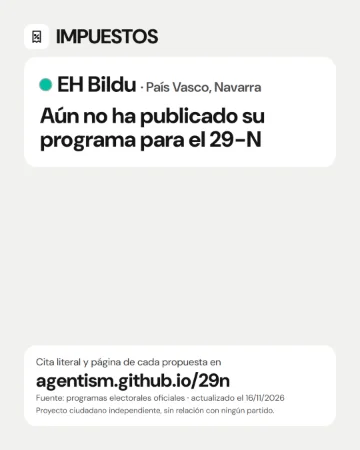 IMPUESTOS
EH Bildu · País Vasco, Navarra
Aún no ha publicado su
programa para el 29-N
Cita literal y página de cada propuesta en
agentism.github.io/29n
Fuente: programas electorales oficiales · actualizado el 16/11/2026
Proyecto ciudadano independiente, sin relación con ningún partido.